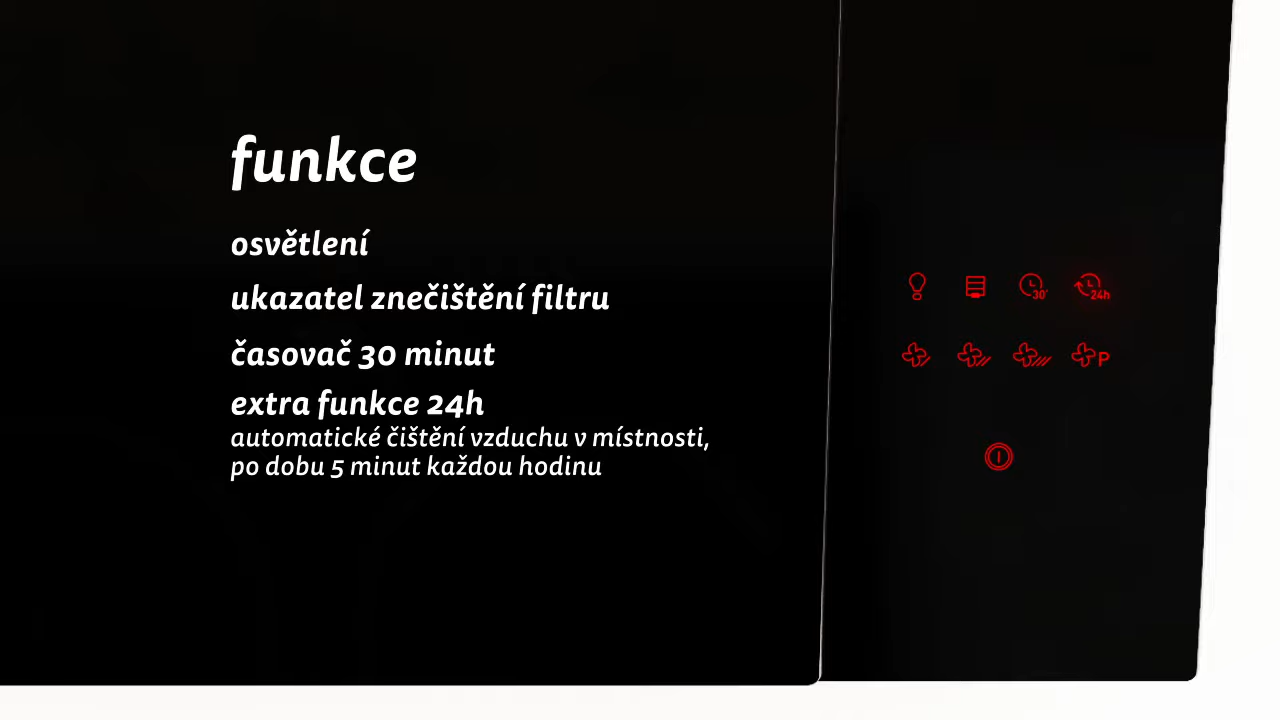 funkce
osvětlení
ukazatel znečištění filtru
časovač 30 minut
extra funkce 24h
automatické čištění vzduchu v místnosti,
po dobu 5 minut každou hodinu
30'
24h
P